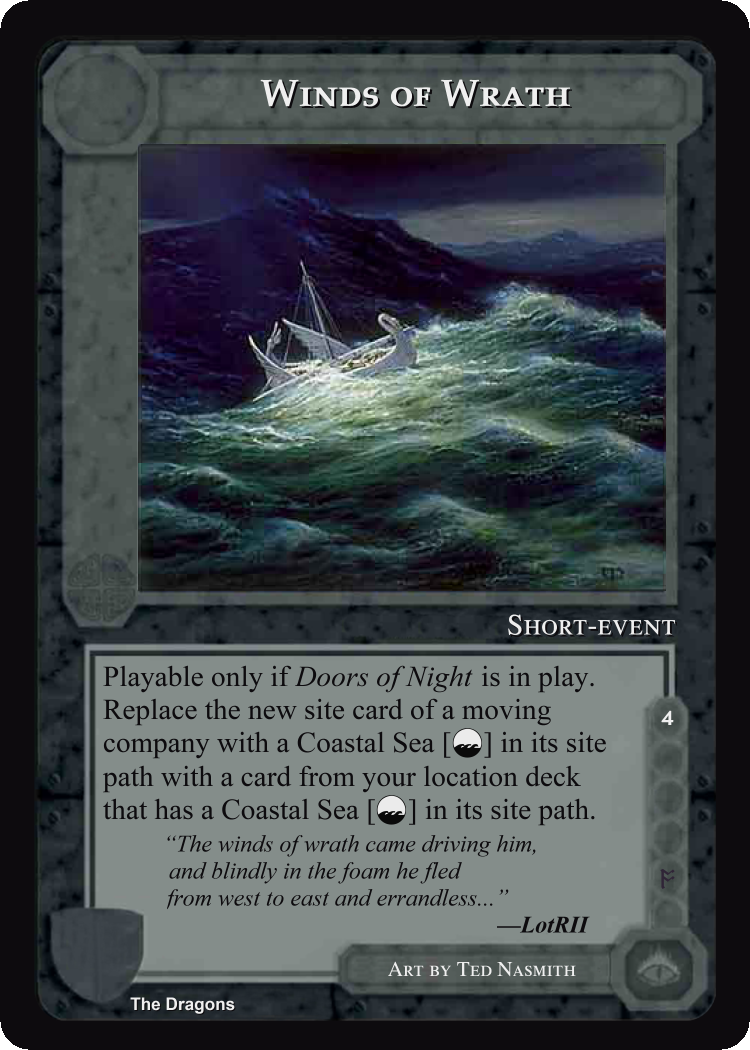 Winds of Wrath
Short-event
Playable only if Doors of Night is in play.
Replace the new site card of a moving
company with a Coastal Sea [] in its site
path with a card from your location deck
that has a Coastal Sea [] in its site path.
“The winds of wrath came driving him,
and blindly in the foam he fled
from west to east and errandless...”
—LotRII
4
Art by Ted Nasmith
The Dragons